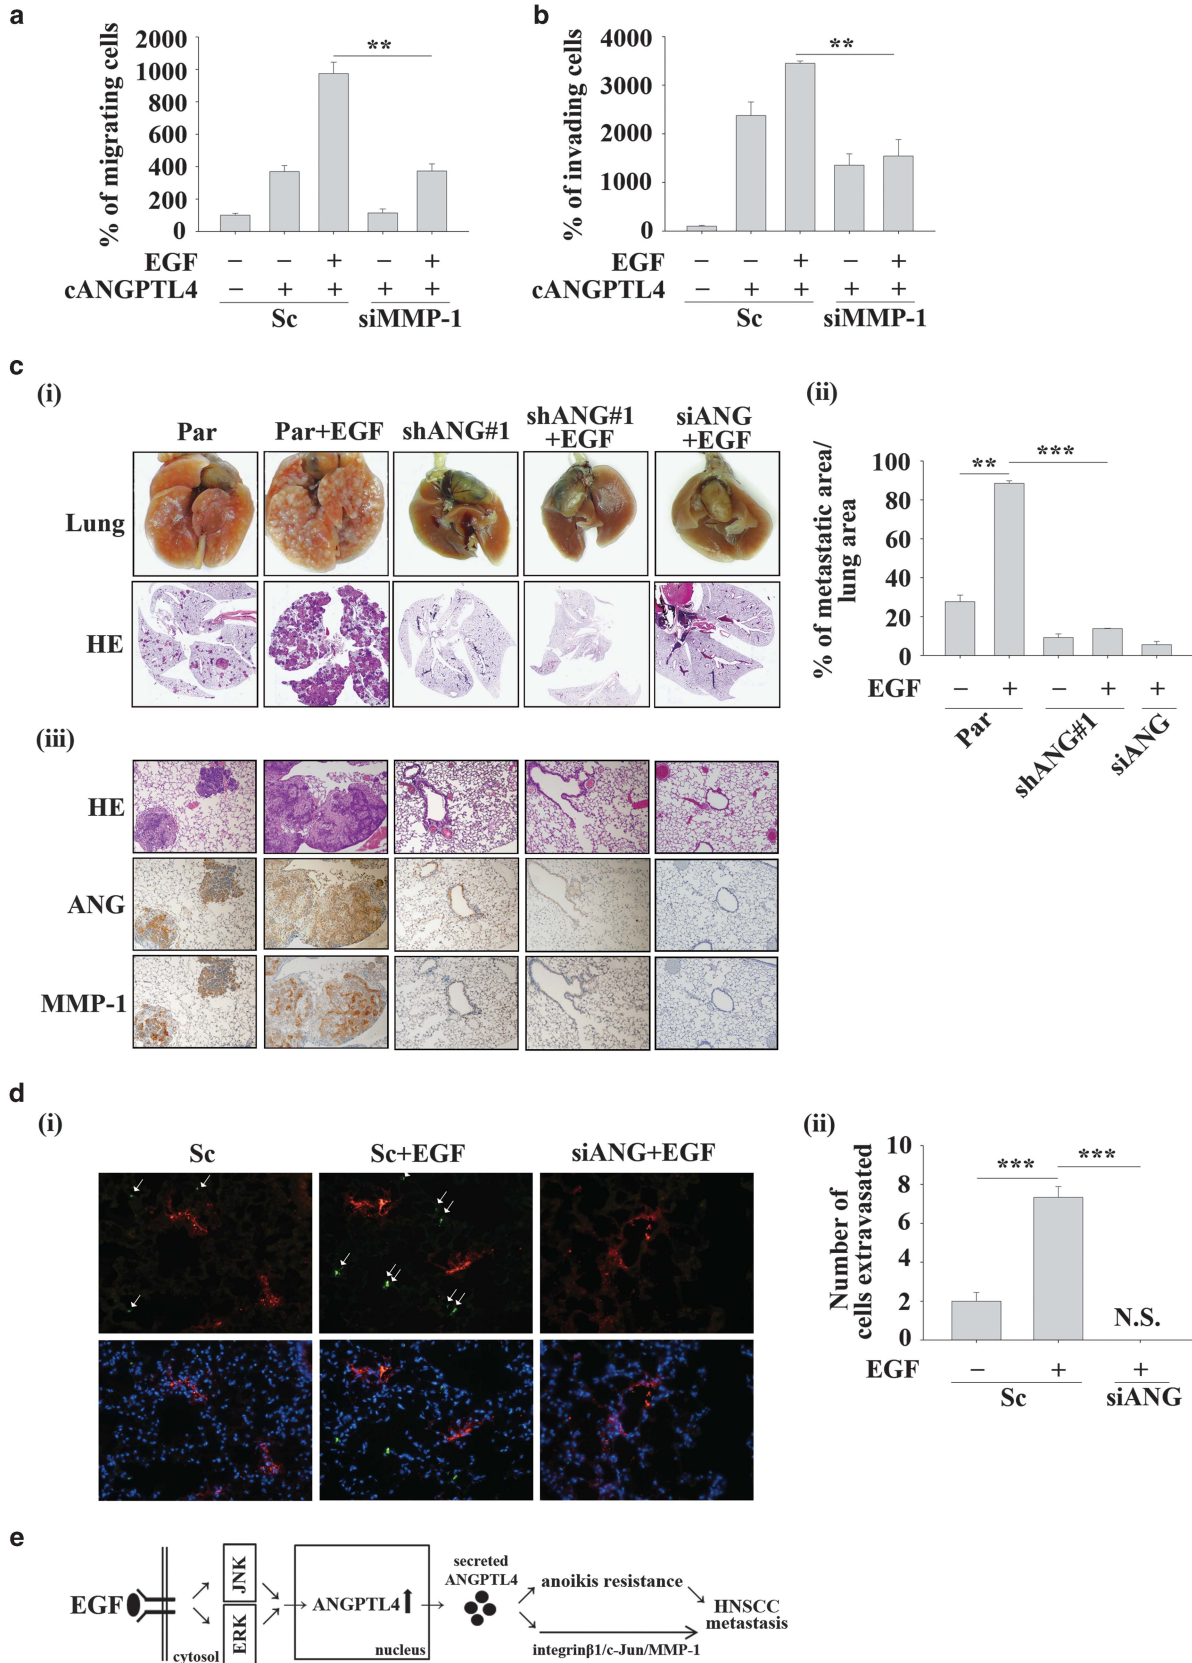 a
% of migrating cells
2000
1000
800
600
400
200
0
**
EGF − − + − +
cANGPTL4 − + + + +
Sc siMMP-1
b
% of invading cells
4000
3000
2000
1000
0
**
EGF − − + − +
cANGPTL4 − + + + +
Sc siMMP-1
c
(i)
Par Par+EGF shANG#1 shANG#1 +EGF siANG +EGF
Lung
HE
(ii)
% of metastatic area/
lung area
100
80
60
40
20
0
** ***
EGF − + − + +
Par shANG#1 siANG
(iii)
HE
ANG
MMP-1
d
(i)
Sc Sc+EGF siANG+EGF
(ii)
Number of
cells extravasated
10
8
6
4
2
0
*** ***
N.S.
EGF − + +
Sc siANG
e
EGF
JNK
ERK
cytosol
ANGPTL4
nucleus
secreted
ANGPTL4
anoikis resistance
integrinβ1/c-Jun/MMP-1
HNSCC
metastasis